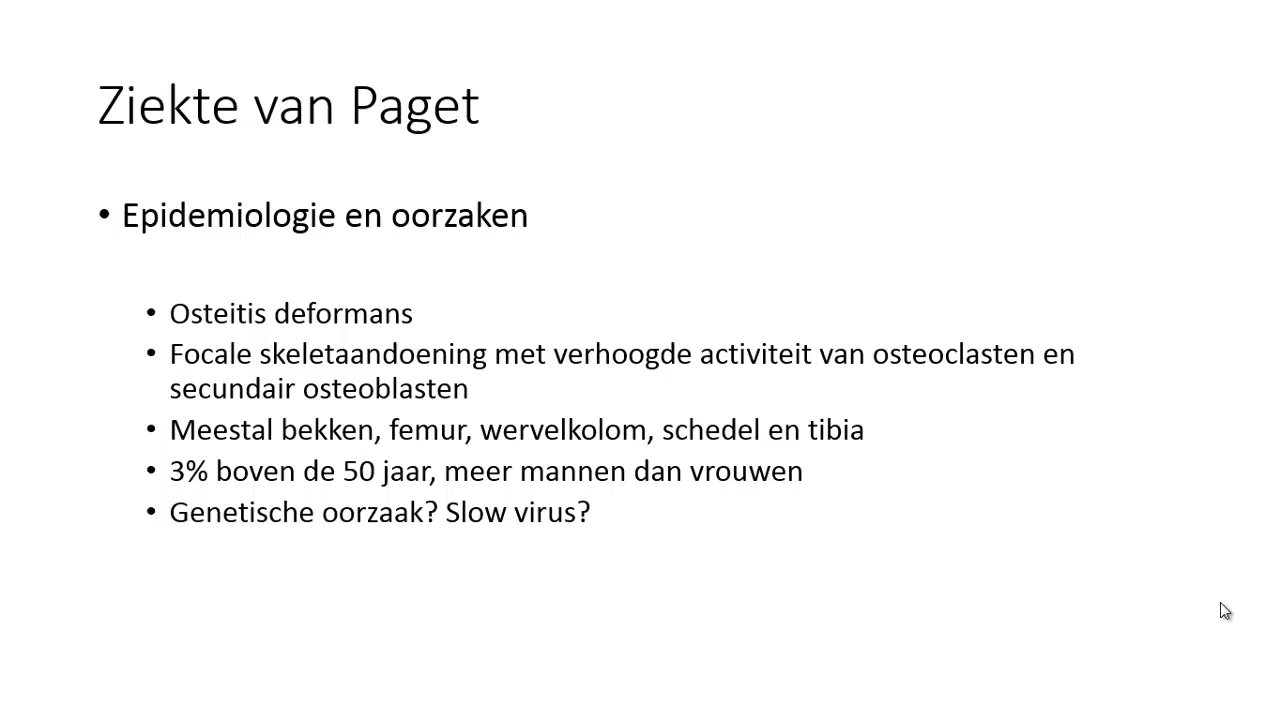 Ziekte van Paget
• Epidemiologie en oorzaken
• Osteitis deformans
• Focale skeletaandoening met verhoogde activiteit van osteoclasten en
secundair osteoblasten
• Meestal bekken, femur, wervelkolom, schedel en tibia
• 3% boven de 50 jaar, meer mannen dan vrouwen
• Genetische oorzaak? Slow virus?